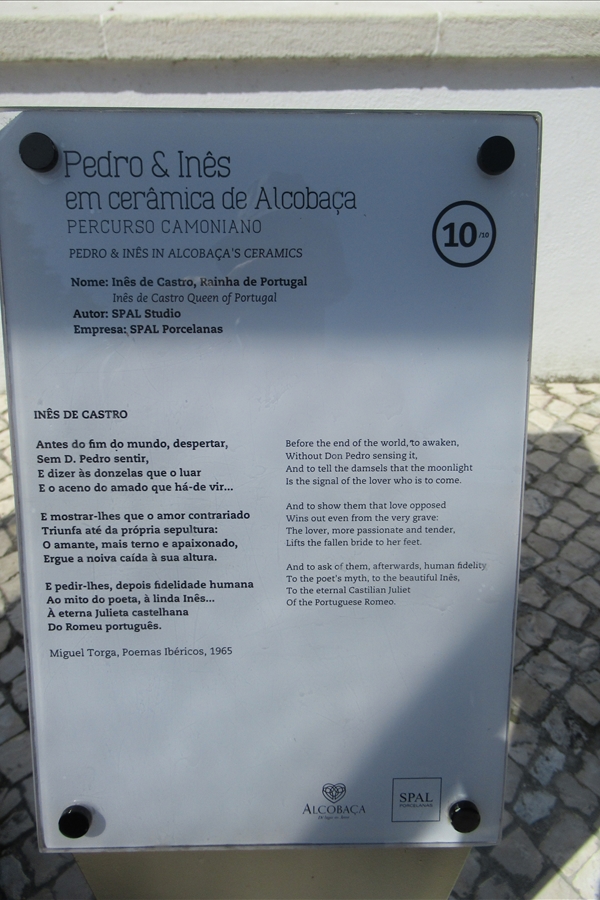 Pedro & Inês
em cerâmica de Alcobaça
PERCURSO CAMONIANO
PEDRO & INÊS IN ALCOBAÇA'S CERAMICS
10/10
Nome: Inês de Castro, Rainha de Portugal
Inês de Castro Queen of Portugal
Autor: SPAL Studio
Empresa: SPAL Porcelanas
INÊS DE CASTRO
Antes do fim do mundo, despertar,
Sem D. Pedro sentir,
E dizer às donzelas que o luar
E o aceno do amado que há-de vir...
E mostrar-lhes que o amor contrariado
Triunfa até da própria sepultura:
O amante, mais terno e apaixonado,
Ergue a noiva caída à sua altura.
E pedir-lhes, depois fidelidade humana
Ao mito do poeta, à linda Inês...
À eterna Julieta castelhana
Do Romeu português.
Miguel Torga, Poemas Ibéricos, 1965
Before the end of the world, to awaken,
Without Don Pedro sensing it,
And to tell the damsels that the moonlight
Is the signal of the lover who is to come.
And to show them that love opposed
Wins out even from the very grave:
The lover, more passionate and tender,
Lifts the fallen bride to her feet.
And to ask of them, afterwards, human fidelity
To the poet's myth, to the beautiful Inês,
To the eternal Castilian Juliet
Of the Portuguese Romeo.
ALCOBAÇA
SPAL
PORCELANAS